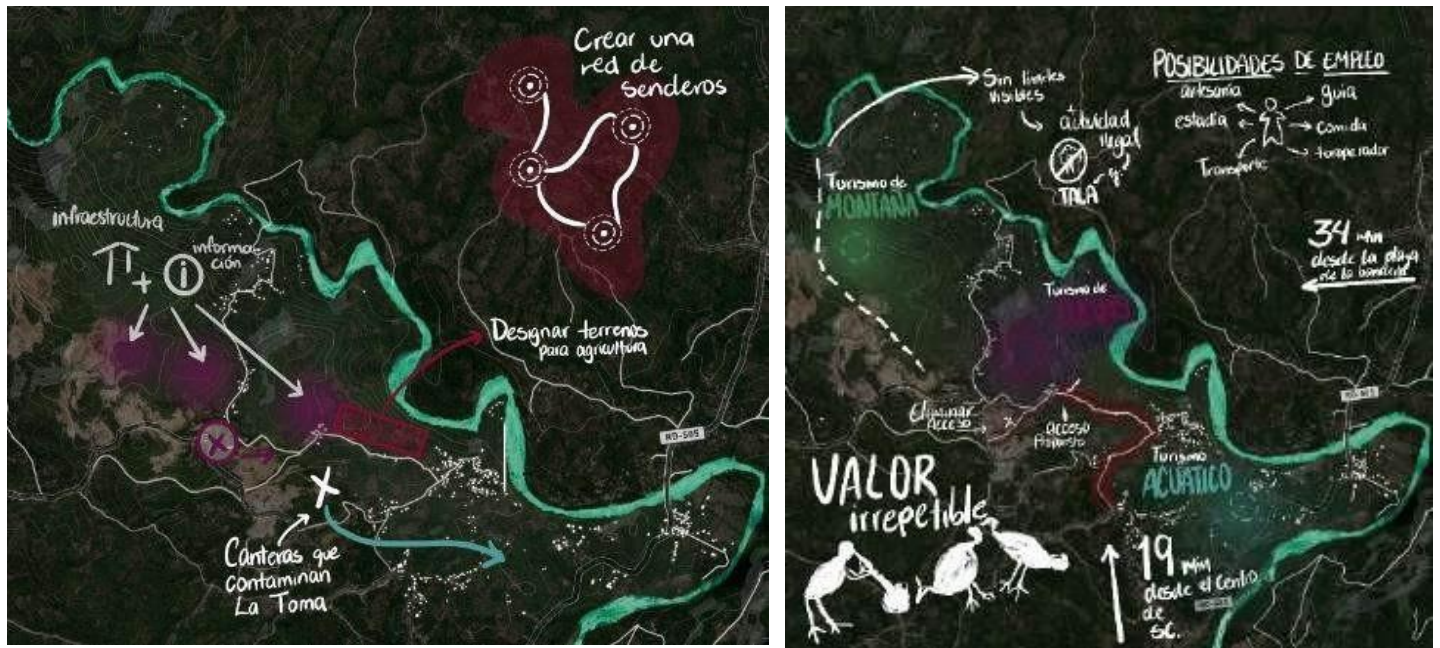 Crear una
red de
senderos
infraestructura
informa-
ción
Designar terrenos
para agricultura
RD-505
Canteras que
contaminan
La Toma
Sin limites
visibles
actividad
ilegal
TALA
POSIBILIDADES DE EMPLEO
artesanía
guia
estadía
comida
Transporte
toroperador
Turismo de
MONTAÑA
34 min
desde la playa
de la
Turismo de
Eliminar
Acceso
acceso
Propuesto
Turismo
ACUÁTICO
VALOR
irrepetible
19 min
desde el Centro
de
SC.